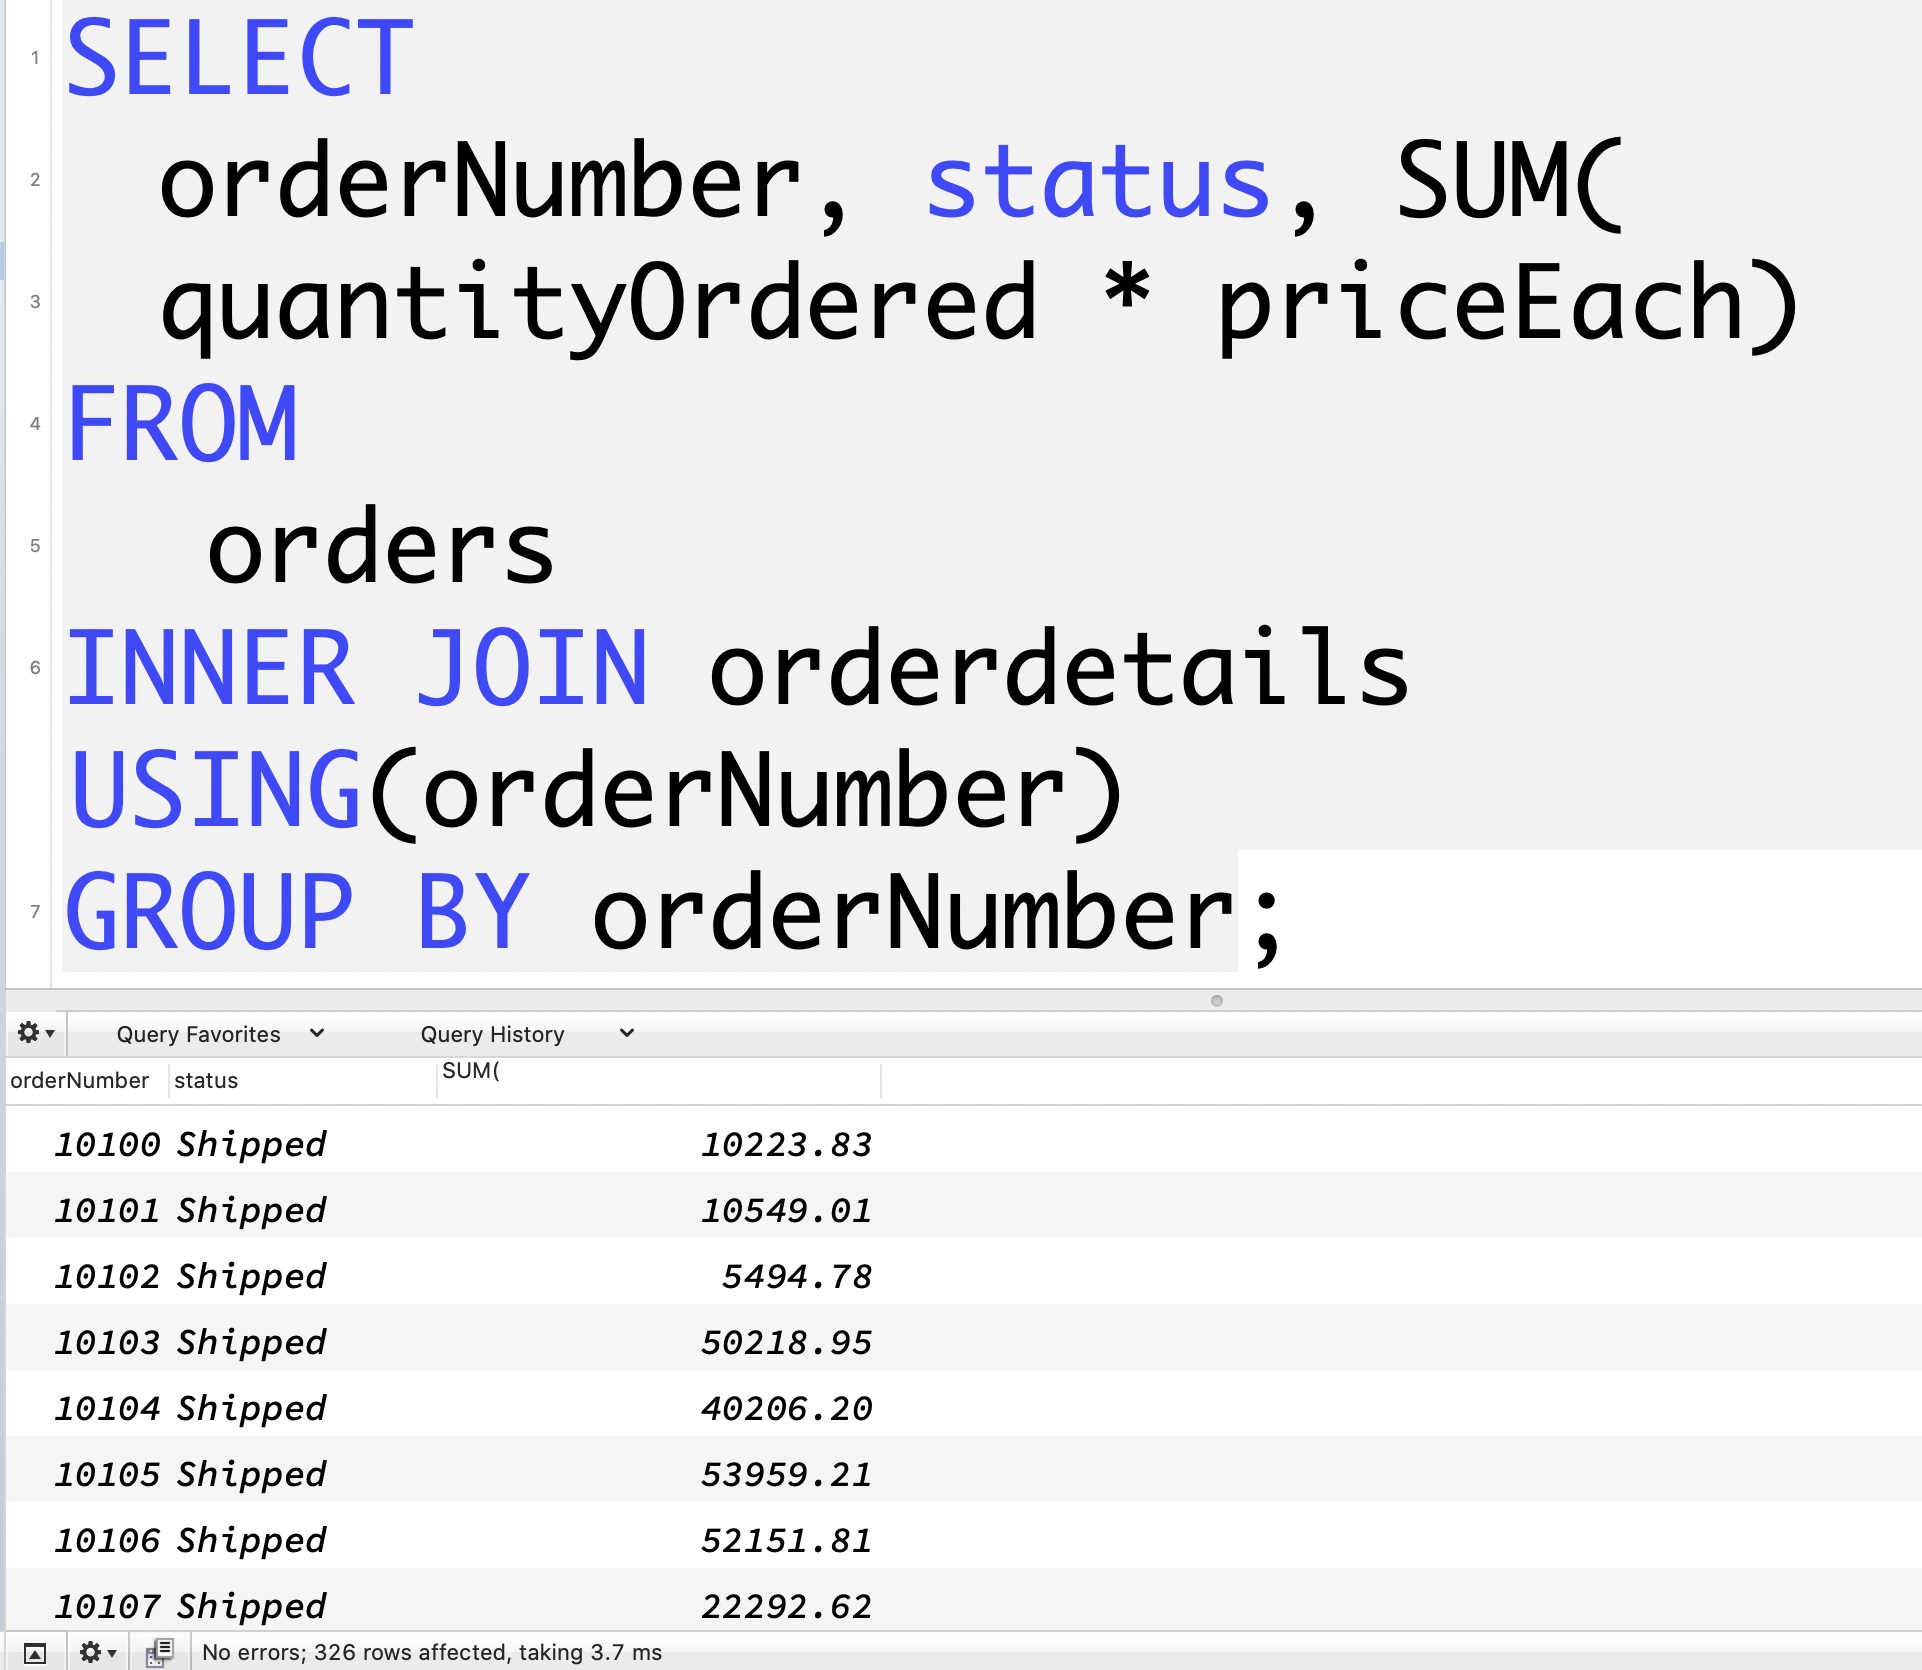 1 SELECT
2 orderNumber, status, SUM(
3 quantityOrdered * priceEach)
4 FROM
5 orders
6 INNER JOIN orderdetails
USING(orderNumber)
7 GROUP BY orderNumber;
Query Favorites Query History
orderNumber status SUM(
10100 Shipped 10223.83
10101 Shipped 10549.01
10102 Shipped 5494.78
10103 Shipped 50218.95
10104 Shipped 40206.20
10105 Shipped 53959.21
10106 Shipped 52151.81
10107 Shipped 22292.62
No errors; 326 rows affected, taking 3.7 ms